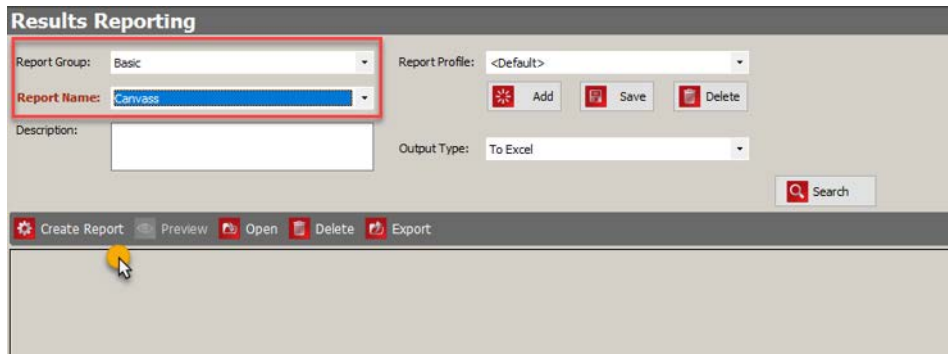 Results Reporting
Report Group: Basic Report Profile: <Default>
Report Name: Canvass Add Save Delete
Description:
Output Type: To Excel
Search
Create Report Preview Open Delete Export